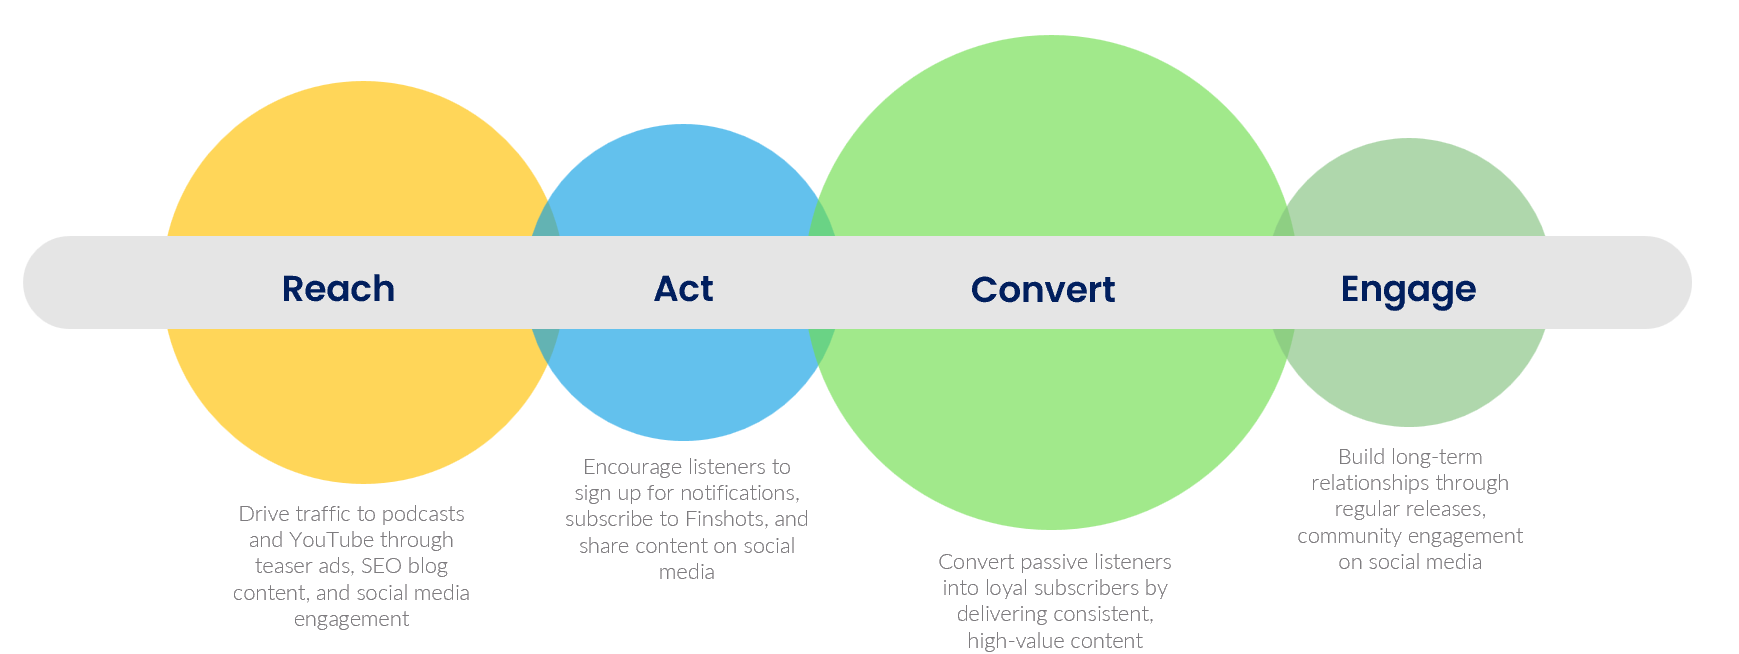 Reach
Act
Convert
Engage
Drive traffic to podcasts
and YouTube through
teaser ads, SEO blog
content, and social media
engagement
Encourage listeners to
sign up for notifications,
subscribe to Finshots, and
share content on social
media
Convert passive listeners
into loyal subscribers by
delivering consistent,
high-value content
Build long-term
relationships through
regular releases,
community engagement
on social media